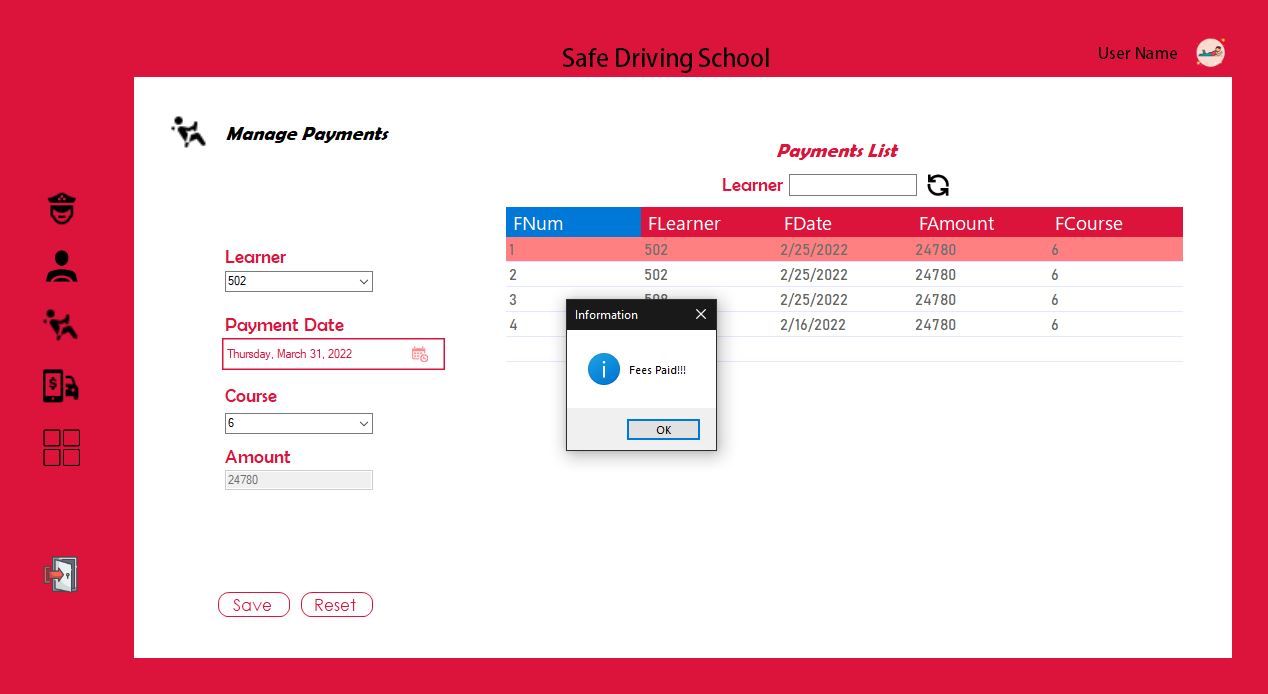 Safe Driving School
User Name
Manage Payments
Payments List
Learner
FNum FLearner FDate FAmount FCourse
1 502 2/25/2022 24780 6
2 502 2/25/2022 24780 6
3 2/25/2022 24780 6
4 2/16/2022 24780 6
Learner
502
Payment Date
Thursday, March 31, 2022
Course
6
Amount
24780
Save Reset
Information
Fees Paid!!!
OK